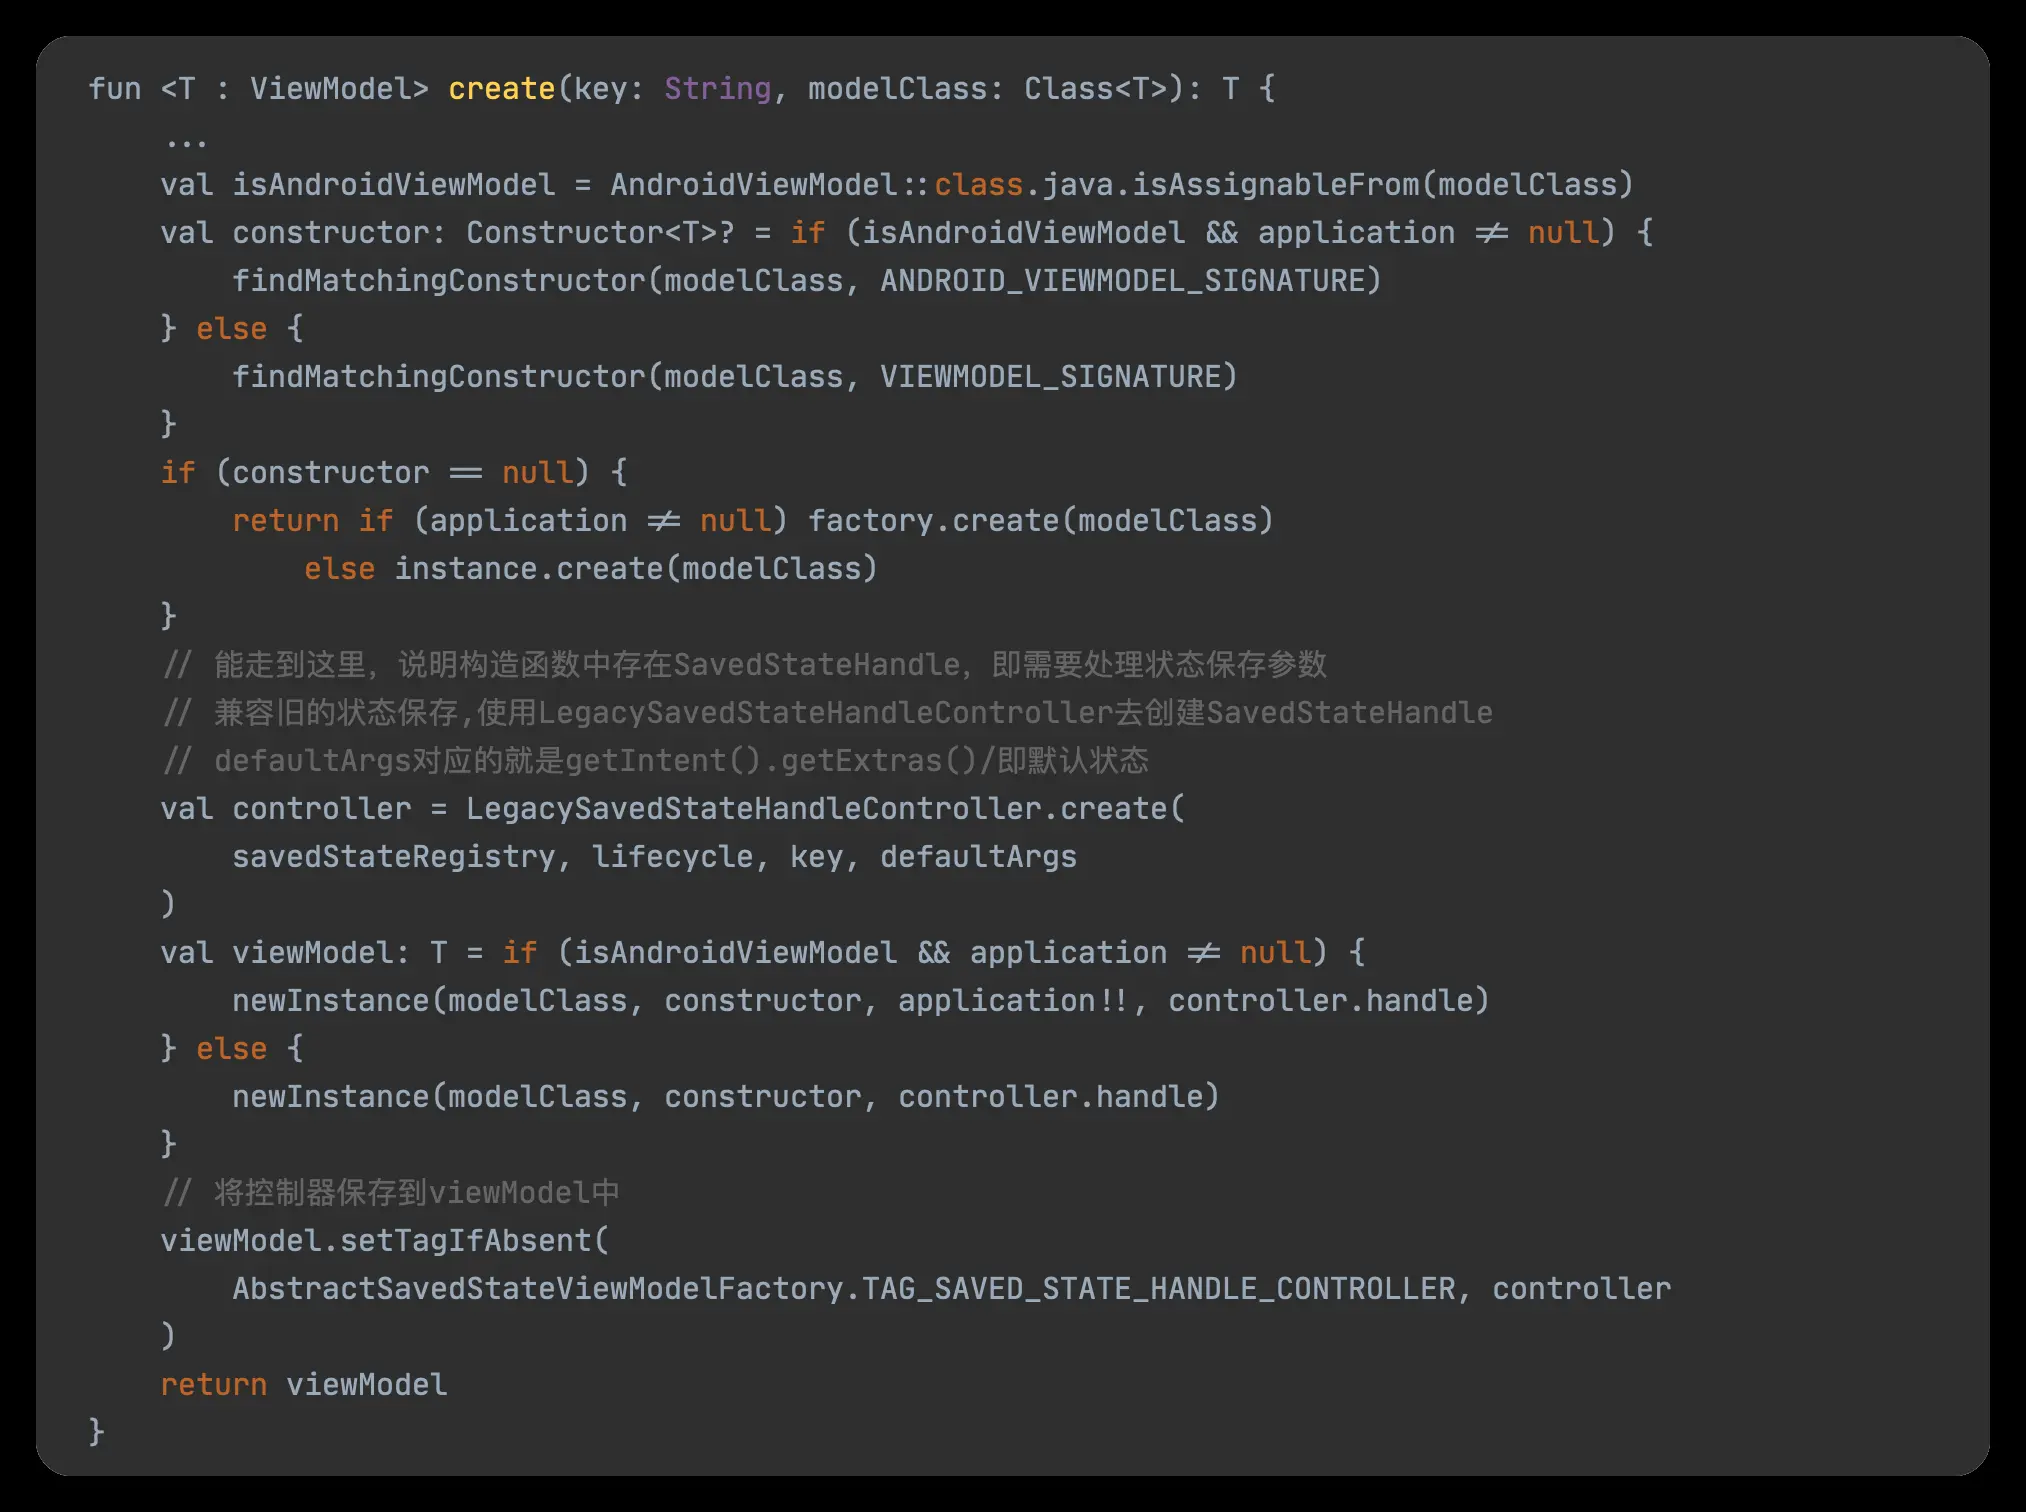 fun <T : ViewModel> create(key: String, modelClass: Class<T>): T {
...
val isAndroidViewModel = AndroidViewModel::class.java.isAssignableFrom(modelClass)
val constructor: Constructor<T>? = if (isAndroidViewModel && application != null) {
findMatchingConstructor(modelClass, ANDROID_VIEWMODEL_SIGNATURE)
} else {
findMatchingConstructor(modelClass, VIEWMODEL_SIGNATURE)
}
if (constructor == null) {
return if (application != null) factory.create(modelClass)
else instance.create(modelClass)
}
// 能走到这里，说明构造函数中存在SavedStateHandle，即需要处理状态保存参数
// 兼容旧的状态保存,使用LegacySavedStateHandleController去创建SavedStateHandle
// defaultArgs对应的就是getIntent().getExtras()/即默认状态
val controller = LegacySavedStateHandleController.create(
savedStateRegistry, lifecycle, key, defaultArgs
)
val viewModel: T = if (isAndroidViewModel && application != null) {
newInstance(modelClass, constructor, application!!, controller.handle)
} else {
newInstance(modelClass, constructor, controller.handle)
}
// 将控制器保存到viewModel中
viewModel.setTagIfAbsent(
AbstractSavedStateViewModelFactory.TAG_SAVED_STATE_HANDLE_CONTROLLER, controller
)
return viewModel
}